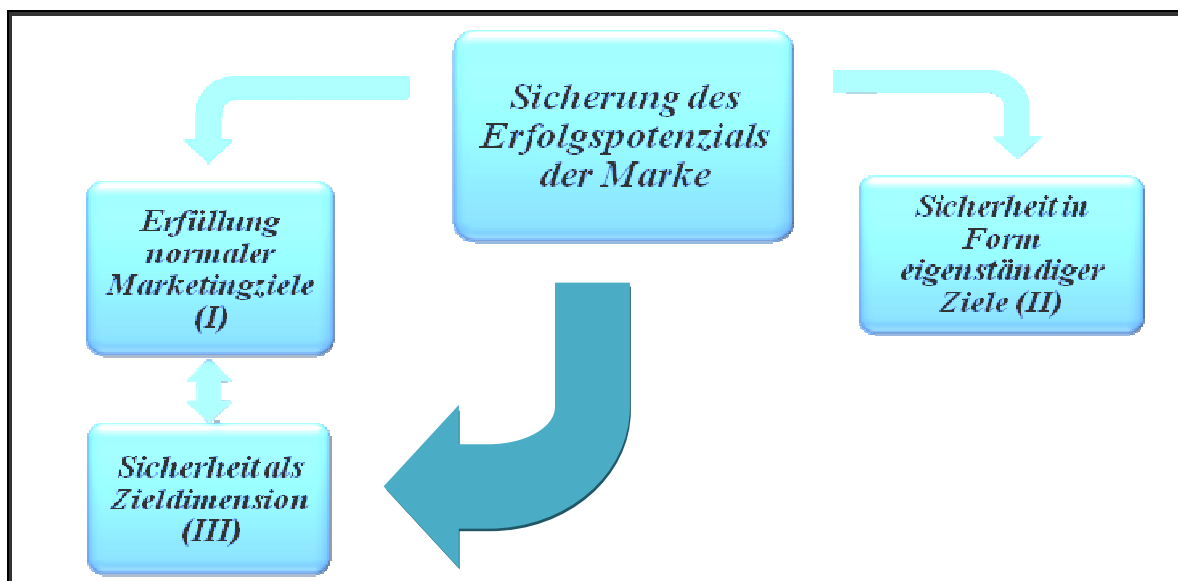 Sicherung des
Erfolgspotenzials
der Marke
Erfüllung
normaler
Marketingziele
(I)
Sicherheit in
Form
eigenständiger
Ziele (II)
Sicherheit als
Zieldimension
(III)